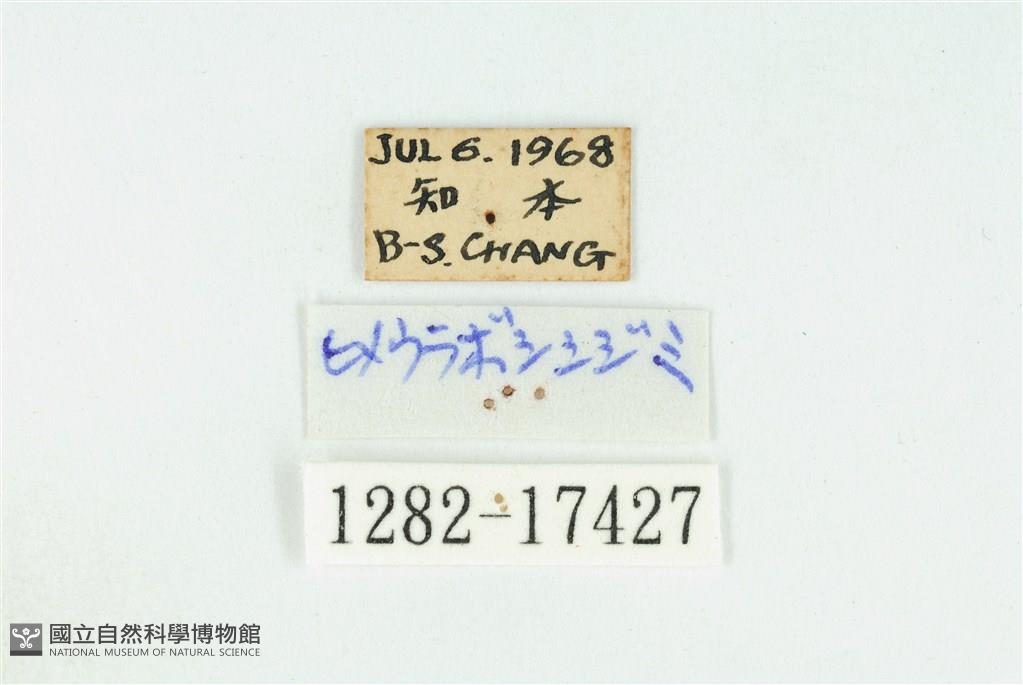 JUL 6. 1968
知本
B-S. CHANG
ヒメウラボシシジミ
1282-17427
國立自然科學博物館
NATIONAL MUSEUM OF NATURAL SCIENCE